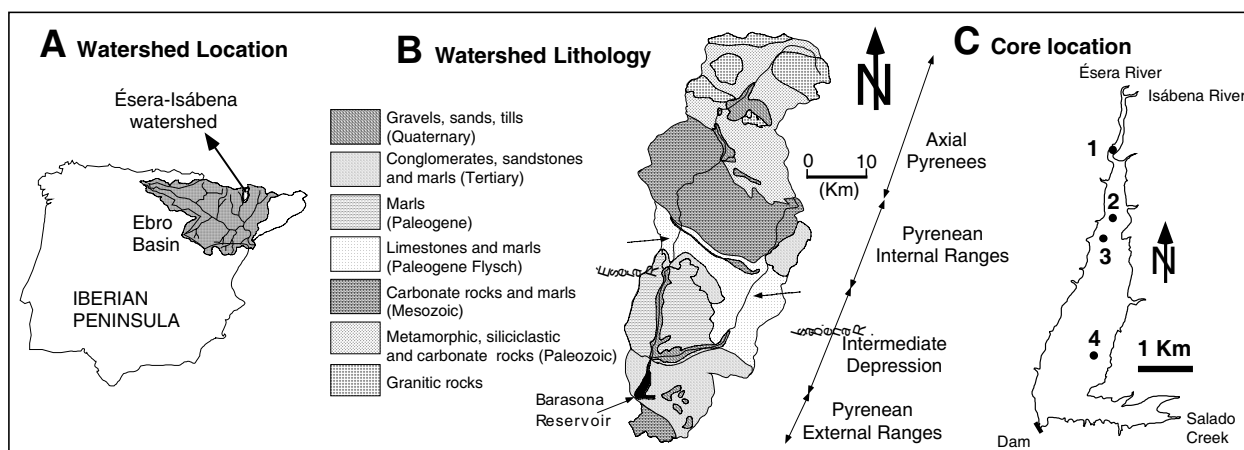 A Watershed Location
Ésera-Isábena
watershed
Ebro
Basin
IBERIAN
PENINSULA
B Watershed Lithology
Gravels, sands, tills
(Quaternary)
Conglomerates, sandstones
and marls (Tertiary)
Marls
(Paleogene)
Limestones and marls
(Paleogene Flysch)
Carbonate rocks and marls
(Mesozoic)
Metamorphic, siliciclastic
and carbonate rocks (Paleozoic)
Granitic rocks
N
0 10
(Km)
Axial
Pyrenees
Pyrenean
Internal Ranges
Intermediate
Depression
Pyrenean
External Ranges
Barasona
Reservoir
C Core location
Ésera River
Isábena River
1
2
3
4
N
1 Km
Salado
Creek
Dam